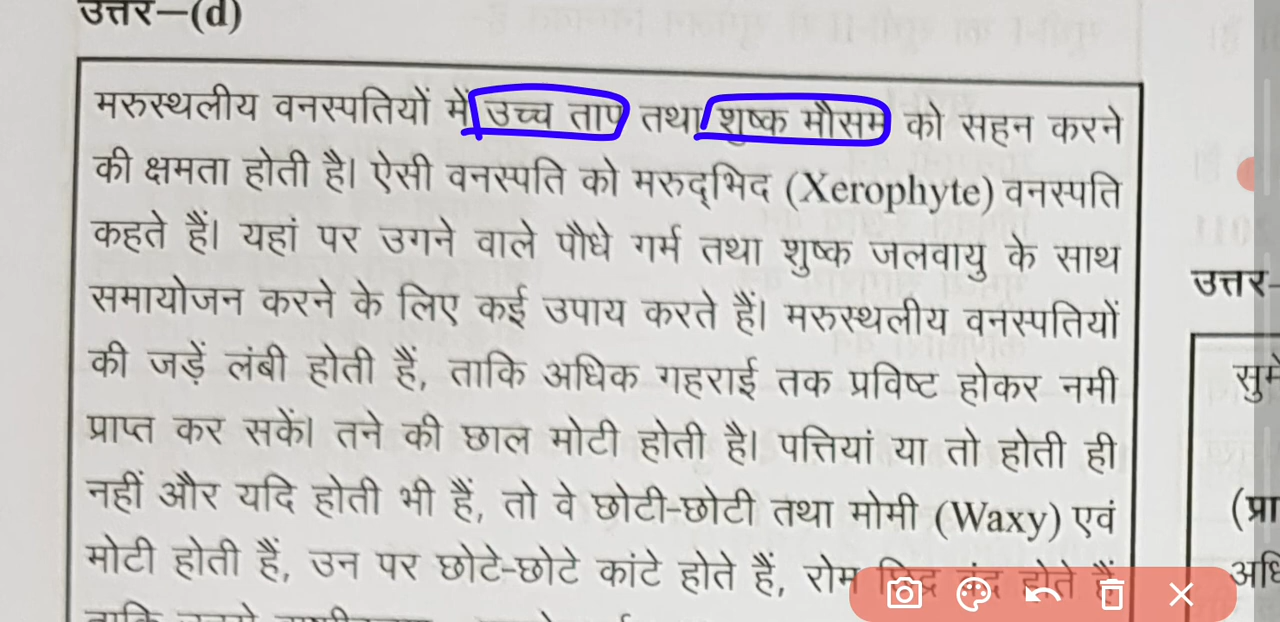 उत्तर–(d)
मरुस्थलीय वनस्पतियों में उच्च ताप तथा शुष्क मौसम को सहन करने
की क्षमता होती है। ऐसी वनस्पति को मरुद्भिद (Xerophyte) वनस्पति
कहते हैं। यहां पर उगने वाले पौधे गर्म तथा शुष्क जलवायु के साथ
समायोजन करने के लिए कई उपाय करते हैं। मरुस्थलीय वनस्पतियों
की जड़ें लंबी होती हैं, ताकि अधिक गहराई तक प्रविष्ट होकर नमी
प्राप्त कर सकें। तने की छाल मोटी होती है। पत्तियां या तो होती ही
नहीं और यदि होती भी हैं, तो वे छोटी-छोटी तथा मोमी (Waxy) एवं
मोटी होती हैं, उन पर छोटे-छोटे कांटे होते हैं, रोम छिद्र बंद होते हैं
उत्तर–
(प्रा